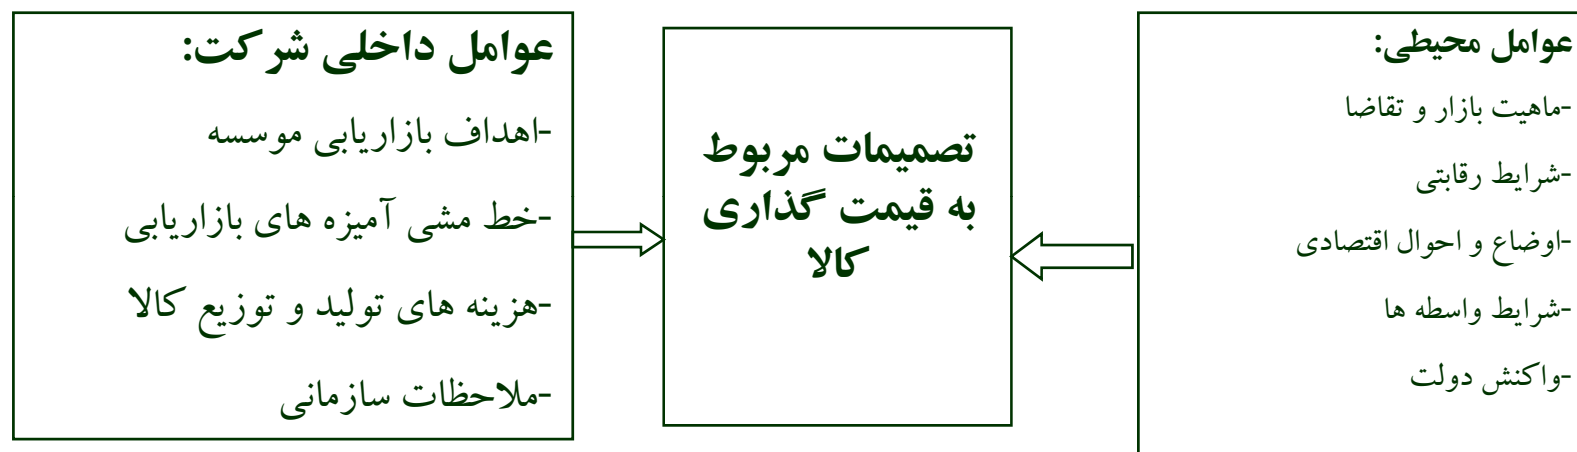 عوامل محیطی:
-ماهیت بازار و تقاضا
-شرایط رقابتی
-اوضاع و احوال اقتصادی
-شرایط واسطه ها
-واکنش دولت
تصمیمات مربوط
به قیمت گذاری
کالا
عوامل داخلی شرکت:
-اهداف بازاریابی موسسه
-خط مشی آمیزه های بازاریابی
-هزینه های تولید و توزیع کالا
-ملاحظات سازمانی